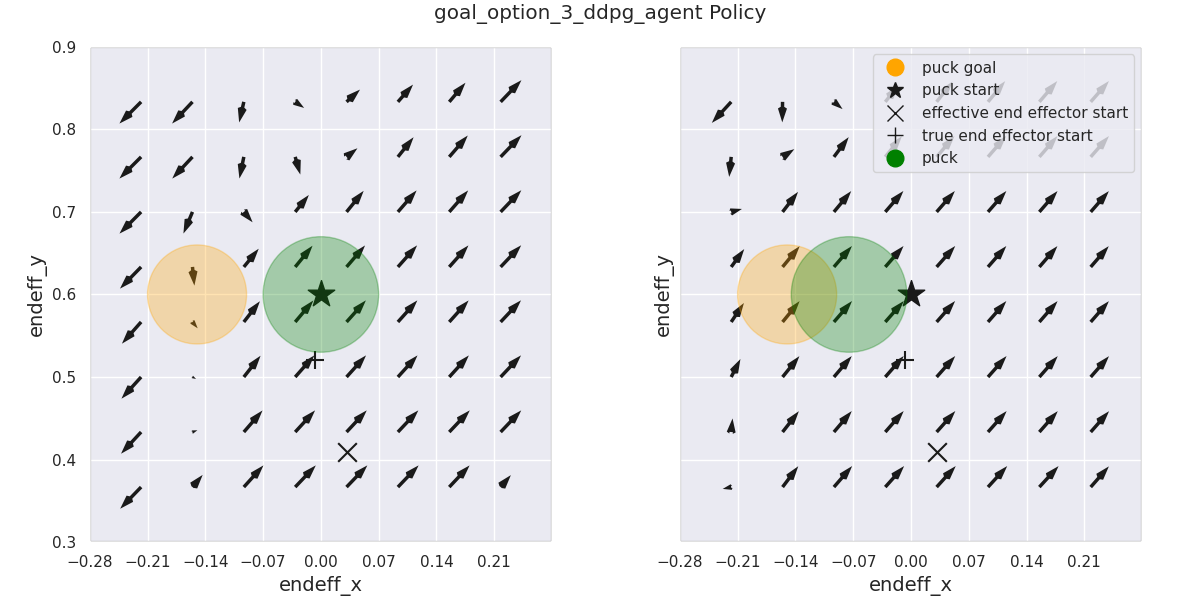 goal_option_3_ddpg_agent Policy
0.9
0.8
0.7
0.6
0.5
0.4
0.3
endeff_y
−0.28 −0.21 −0.14 −0.07 0.00 0.07 0.14 0.21
endeff_x
puck goal
puck start
effective end effector start
true end effector start
puck
endeff_y
−0.28 −0.21 −0.14 −0.07 0.00 0.07 0.14 0.21
endeff_x